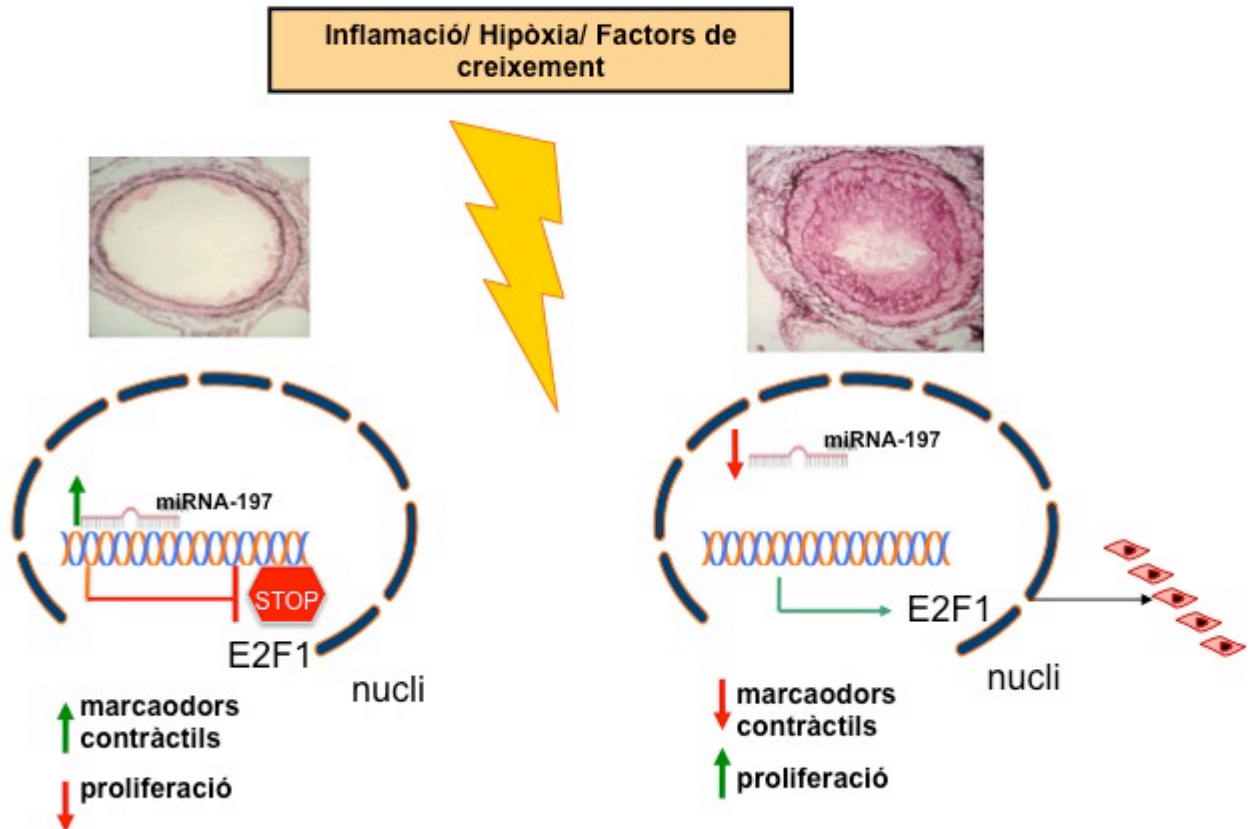 Inflamació/ Hipòxia/ Factors de
creixement
miRNA-197
STOP
E2F1
nucli
marcaodors
contràctils
proliferació
miRNA-197
E2F1
nucli
marcaodors
contràctils
proliferació